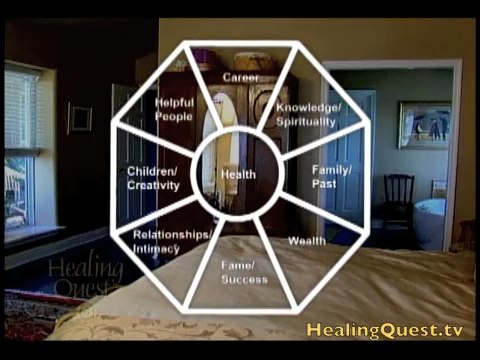 Career
Helpful
People
Knowledge/
Spirituality
Children/
Creativity
Health
Family/
Past
Relationships/
Intimacy
Wealth
Fame/
Success
Healing
Quest
HealingQuest.tv